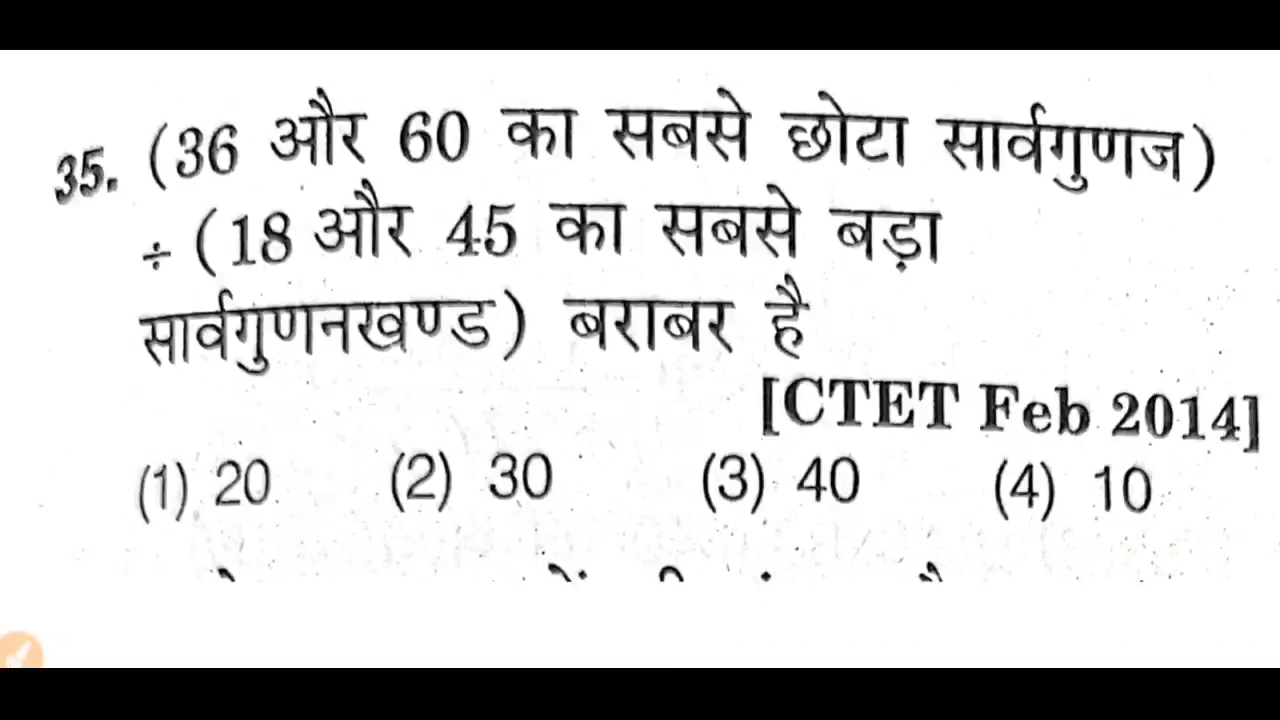 35. (36 और 60 का सबसे छोटा सार्वगुणज)
÷ (18 और 45 का सबसे बड़ा
सार्वगुणनखण्ड) बराबर है
[CTET Feb 2014]
(1) 20 (2) 30 (3) 40 (4) 10